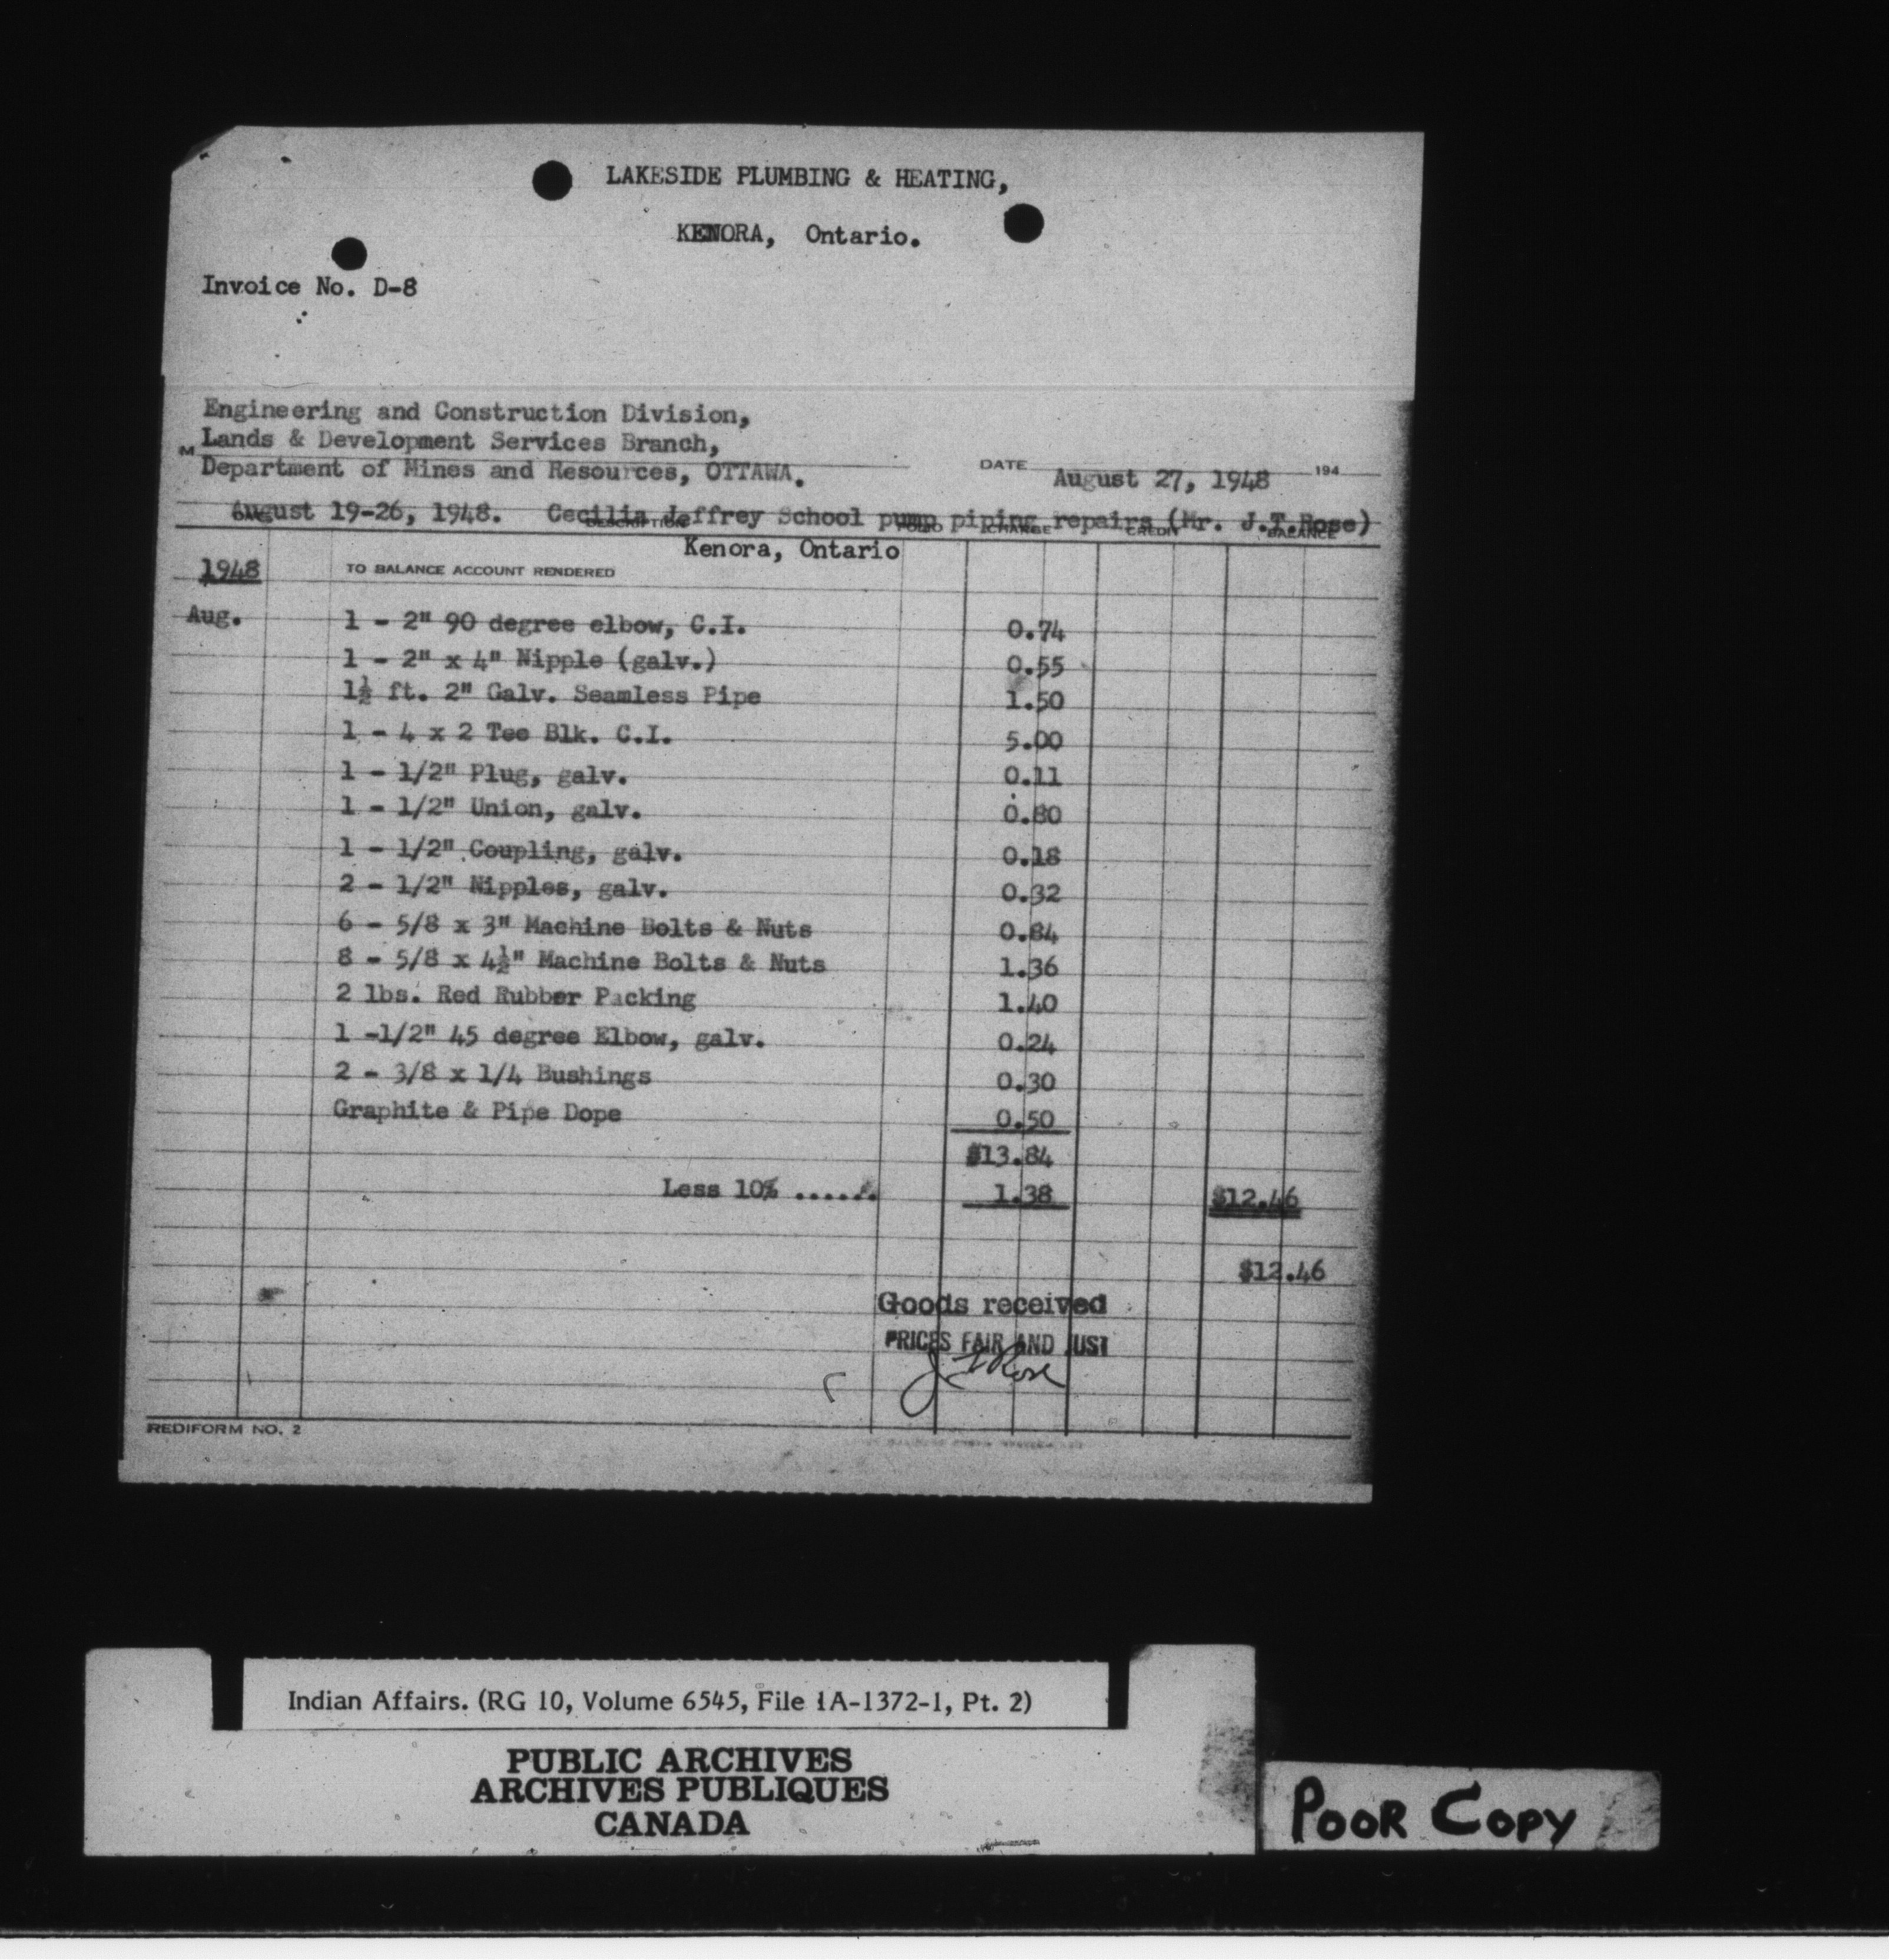 LAKESIDE PLUMBING & HEATING,
KENORA, Ontario.
Invoice No. D-8
Engineering and Construction Division,
Lands & Development Services Branch,
M
Department of Mines and Resources, OTTAWA.
DATE August 27, 1948 194
August 19-26, 1948. Cecilia Jeffrey School pump piping repairs (Mr. J.T.Rose)
DATE DESCRIPTION FOLIO CHARGE CREDIT BALANCE
Kenora, Ontario
1948 TO BALANCE ACCOUNT RENDERED
Aug. 1 - 2" 90 degree elbow, C.I. 0.74
1 - 2" x 4" Nipple (galv.) 0.55
1½ ft. 2" Galv. Seamless Pipe 1.50
1 - 4 x 2 Tee Blk. C.I. 5.00
1 - 1/2" Plug, galv. 0.11
1 - 1/2" Union, galv. 0.80
1 - 1/2" Coupling, galv. 0.18
2 - 1/2" Nipples, galv. 0.32
6 - 5/8 x 3" Machine Bolts & Nuts 0.84
8 - 5/8 x 4½" Machine Bolts & Nuts 1.36
2 lbs. Red Rubber Packing 1.40
1 -1/2" 45 degree Elbow, galv. 0.24
2 - 3/8 x 1/4 Bushings 0.30
Graphite & Pipe Dope 0.50
$13.84
Less 10% ...... 1.38 $12.46
$12.46
Goods received
PRICES FAIR AND JUST
J.T Rose
REDIFORM NO. 2
Indian Affairs. (RG 10, Volume 6545, File 1A-1372-1, Pt. 2)
PUBLIC ARCHIVES
ARCHIVES PUBLIQUES
CANADA
POOR COPY